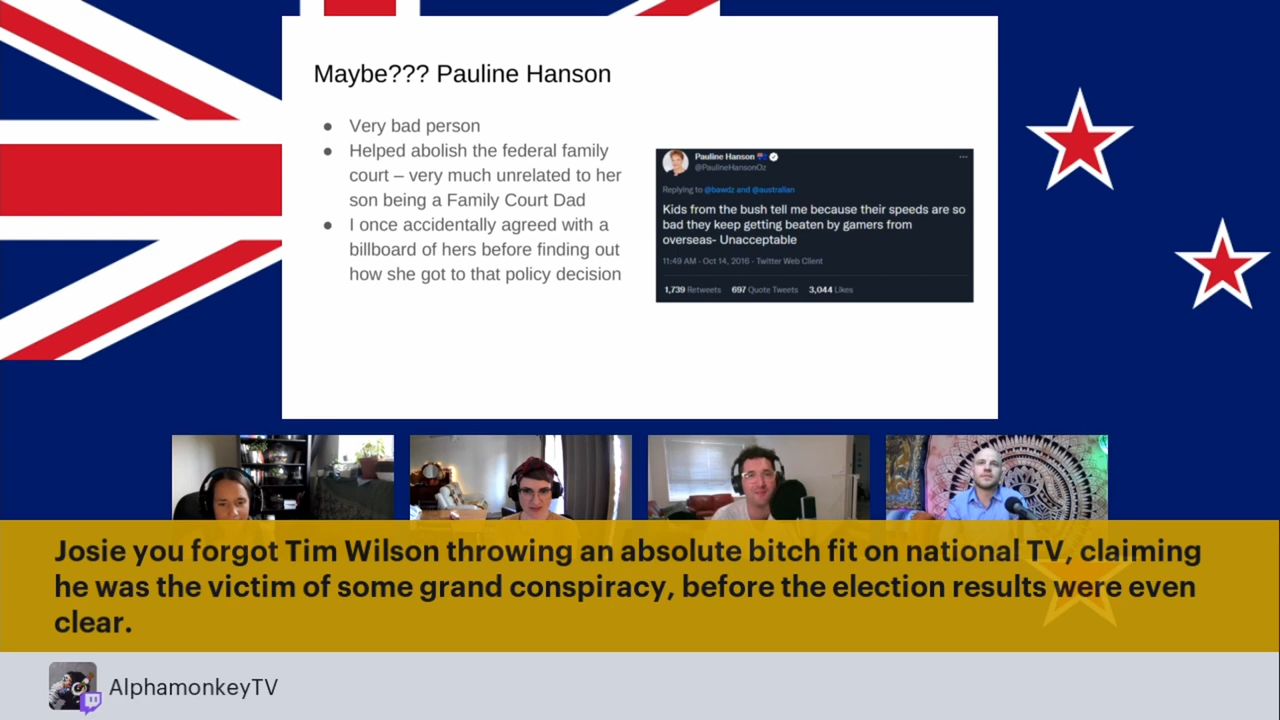 Maybe??? Pauline Hanson
● Very bad person
● Helped abolish the federal family
court – very much unrelated to her
son being a Family Court Dad
● I once accidentally agreed with a
billboard of hers before finding out
how she got to that policy decision
Pauline Hanson
@PaulineHansonOz
Replying to @bawdz and @australian
Kids from the bush tell me because their speeds are so
bad they keep getting beaten by gamers from
overseas- Unacceptable
11:49 AM · Oct 14, 2016 · Twitter Web Client
1,739 Retweets 697 Quote Tweets 3,044 Likes
Josie you forgot Tim Wilson throwing an absolute bitch fit on national TV, claiming
he was the victim of some grand conspiracy, before the election results were even
clear.
AlphamonkeyTV